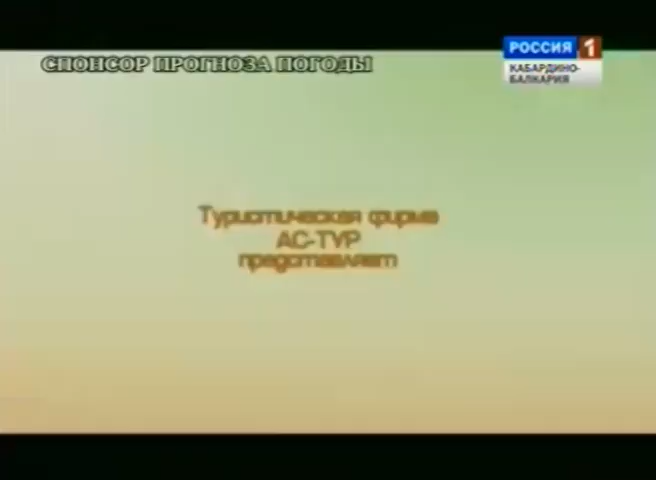 СПОНСОР ПРОГНОЗА ПОГОДЫ
РОССИЯ 1
КАБАРДИНО-
БАЛКАРИЯ
Туристическая фирма
АС-ТУР
представляет